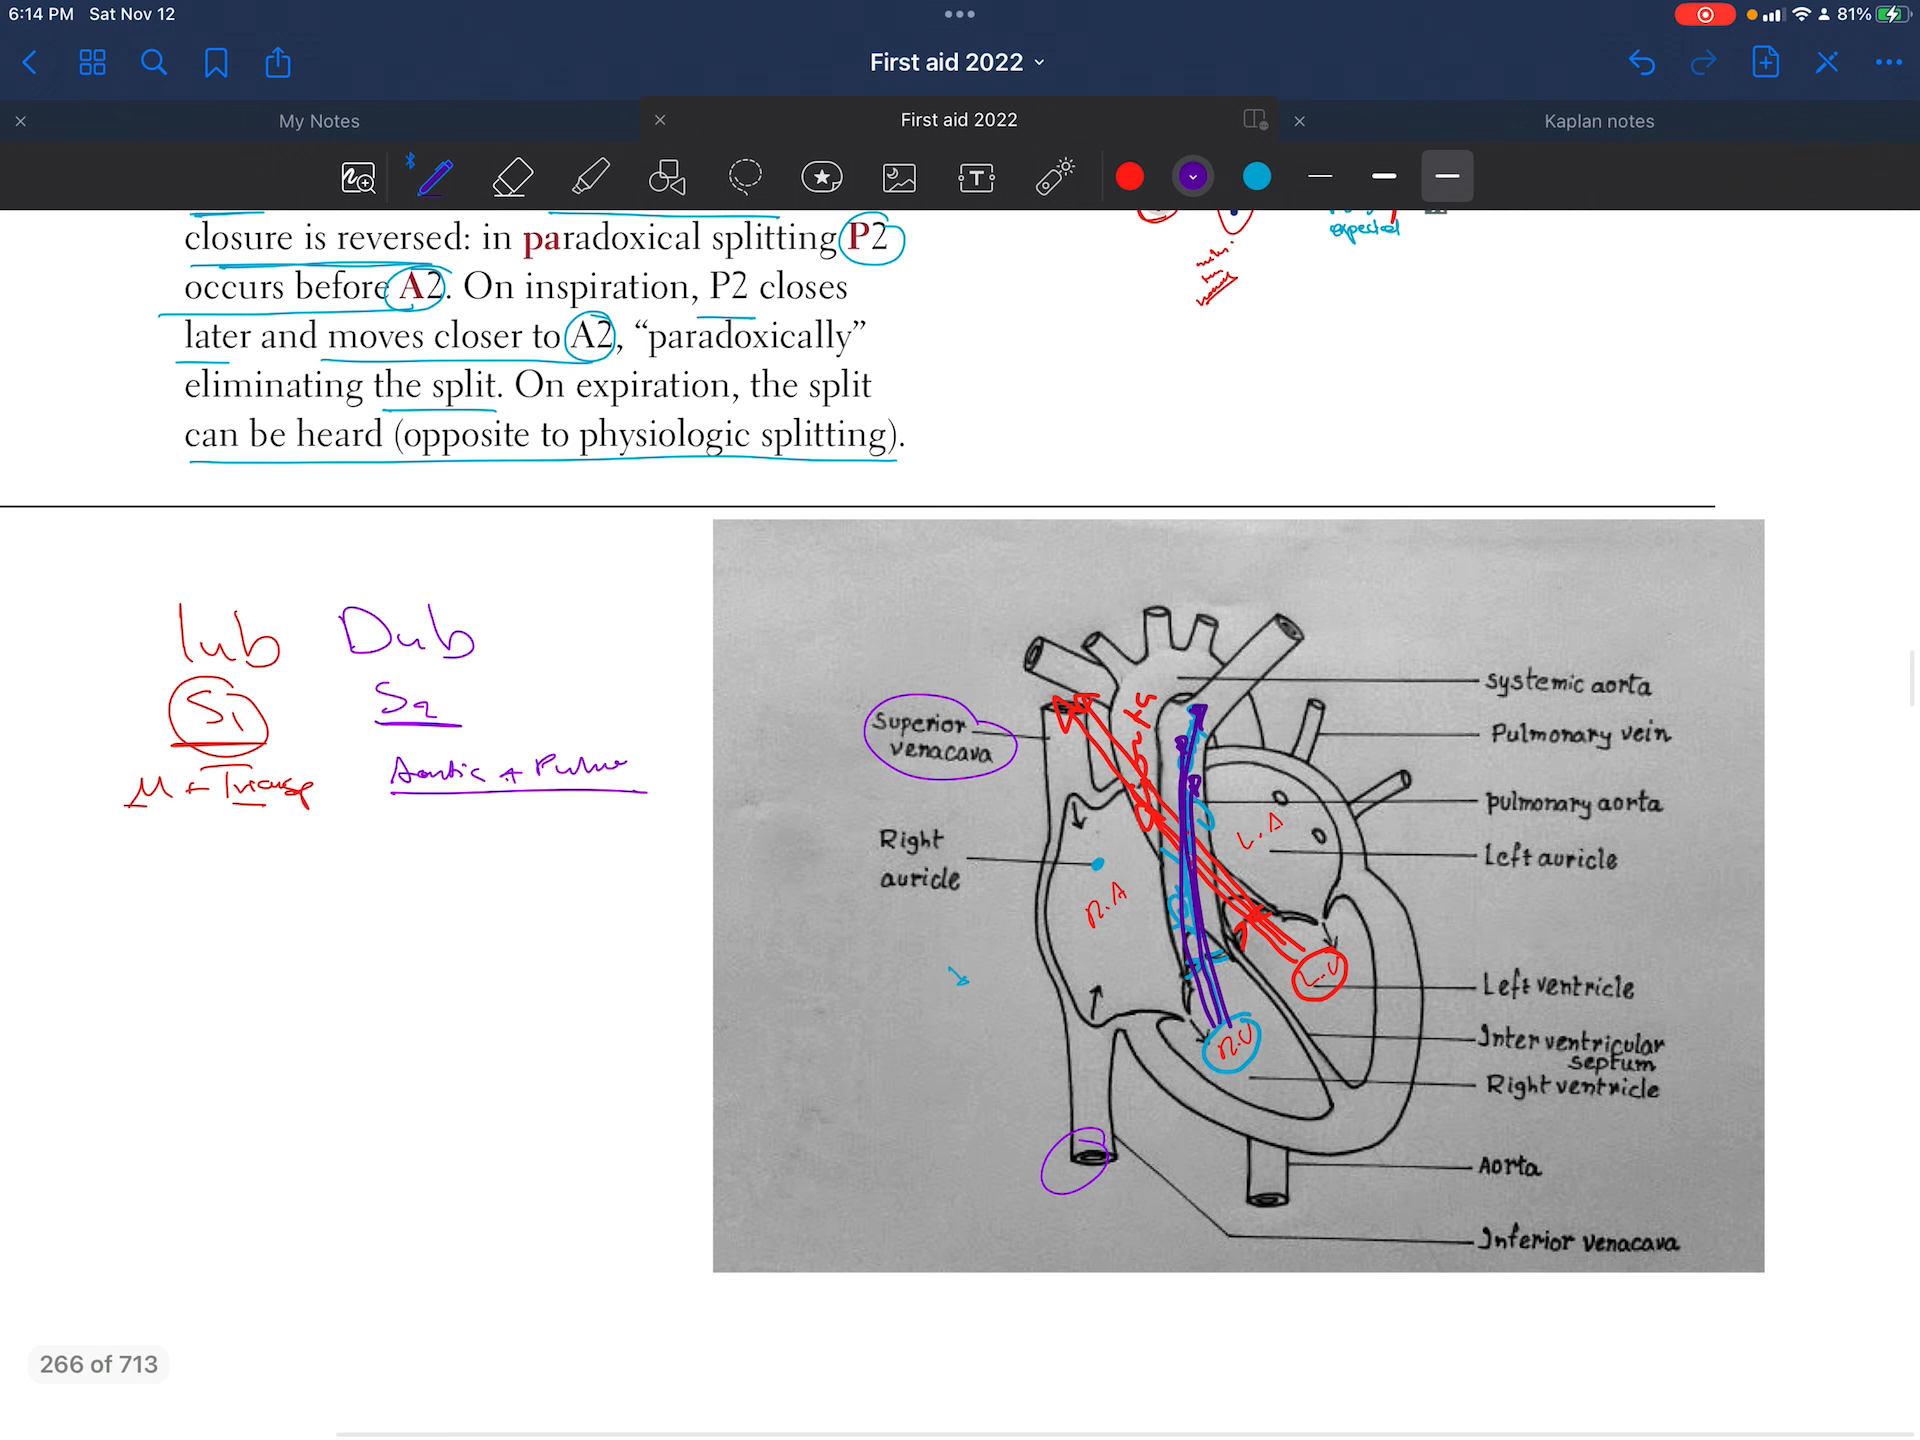 6:14 PM Sat Nov 12
81%
First aid 2022
My Notes
First aid 2022
Kaplan notes
closure is reversed: in paradoxical splitting P2
occurs before A2. On inspiration, P2 closes
later and moves closer to A2, “paradoxically”
eliminating the split. On expiration, the split
can be heard (opposite to physiologic splitting).
expected
lub Dub
S1 S2
Superior
venacava
Right
auricle
R.A
L.A
L.V
R.V
systemic aorta
Pulmonary vein
pulmonary aorta
Left auricle
Left ventricle
Inter ventricular
septum
Right ventricle
Aorta
Inferior venacava
266 of 713